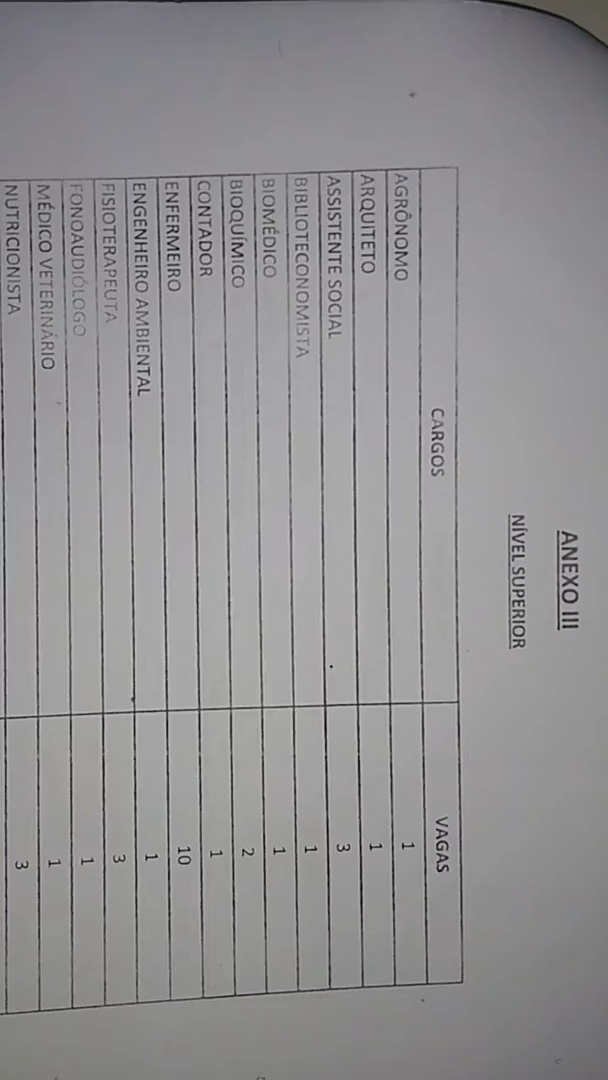 ANEXO III
NÍVEL SUPERIOR
CARGOS VAGAS
AGRÔNOMO 1
ARQUITETO 1
ASSISTENTE SOCIAL 3
BIBLIOTECONOMISTA 1
BIOMÉDICO 1
BIOQUÍMICO 2
CONTADOR 1
ENFERMEIRO 10
ENGENHEIRO AMBIENTAL 1
FISIOTERAPEUTA 3
FONOAUDIÓLOGO 1
MÉDICO VETERINÁRIO 1
NUTRICIONISTA 3